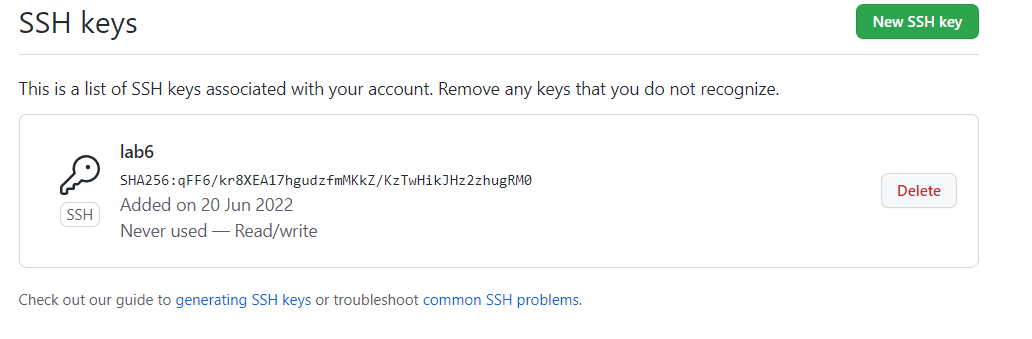 SSH keys
New SSH key
This is a list of SSH keys associated with your account. Remove any keys that you do not recognize.
lab6
SHA256:qFF6/kr8XEA17hgudzfmMKkZ/KzTwHikJHz2zhugRM0
SSH
Added on 20 Jun 2022
Never used — Read/write
Delete
Check out our guide to generating SSH keys or troubleshoot common SSH problems.